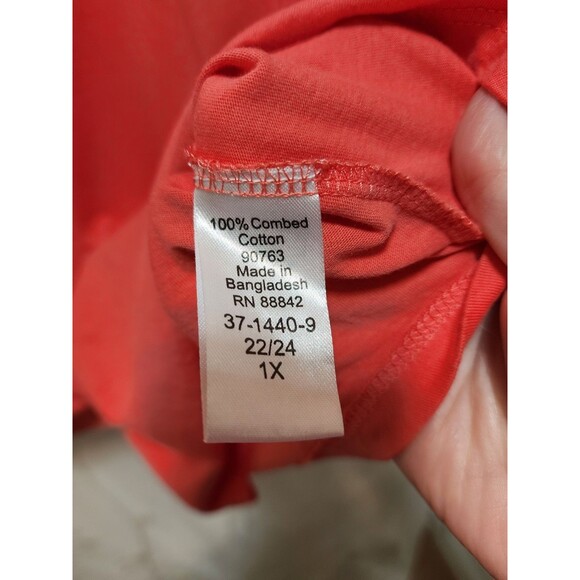 100% Combed
Cotton
90763
Made in
Bangladesh
RN 88842
37-1440-9
22/24
1X